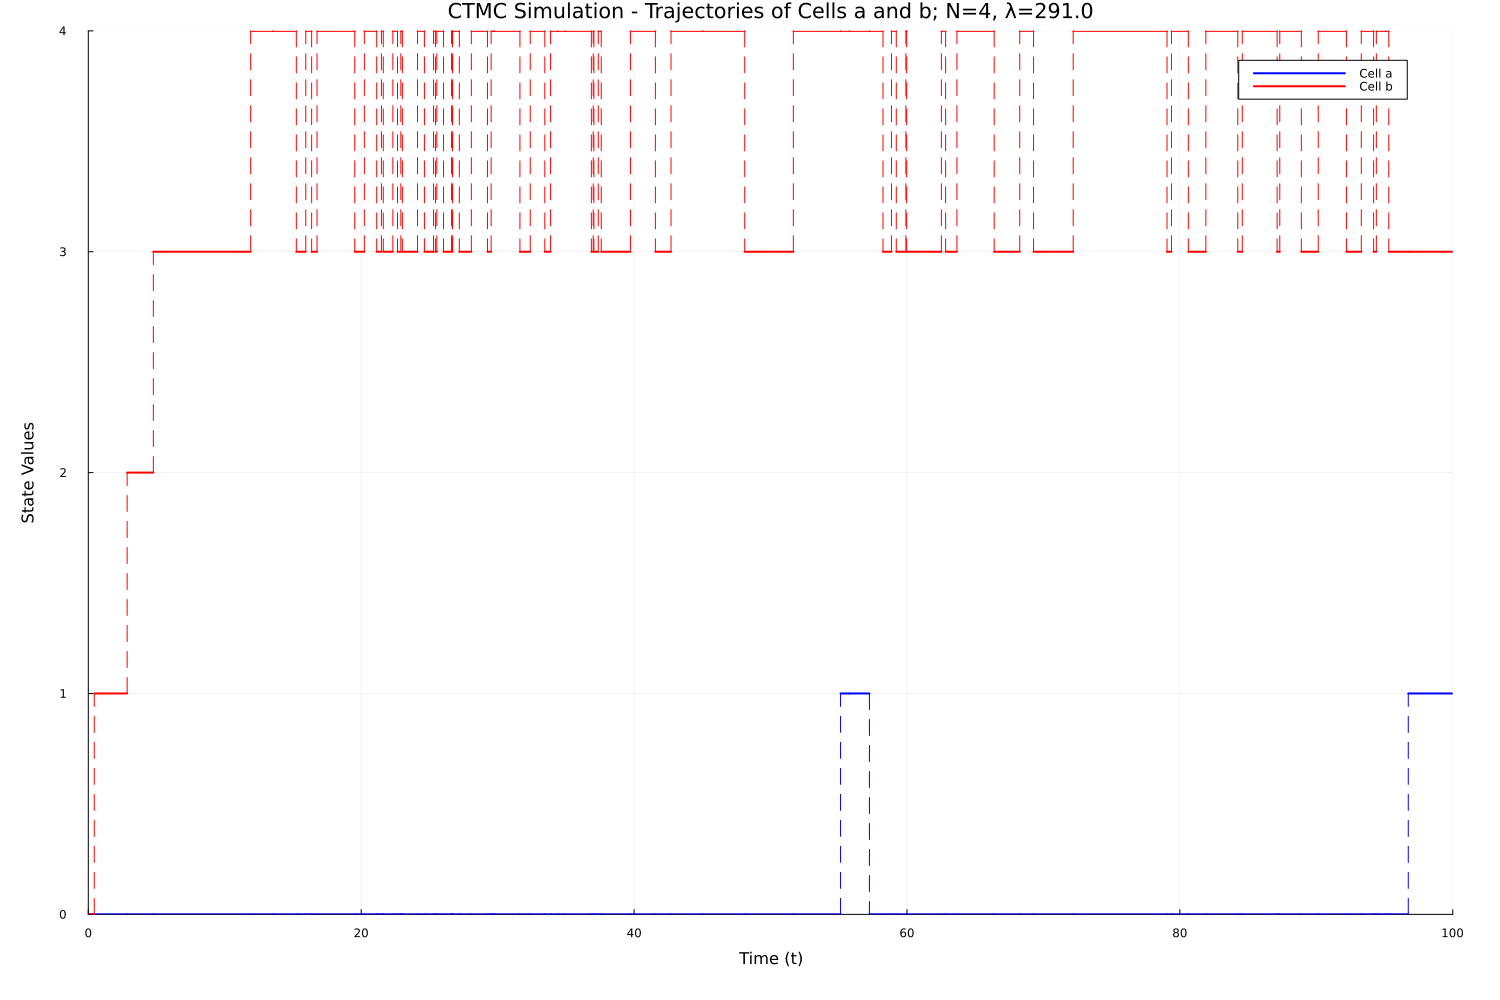 CTMC Simulation - Trajectories of Cells a and b; N=4, λ=291.0
4
Cell a
Cell b
3
State Values
2
1
0
0 20 40 60 80 100
Time (t)